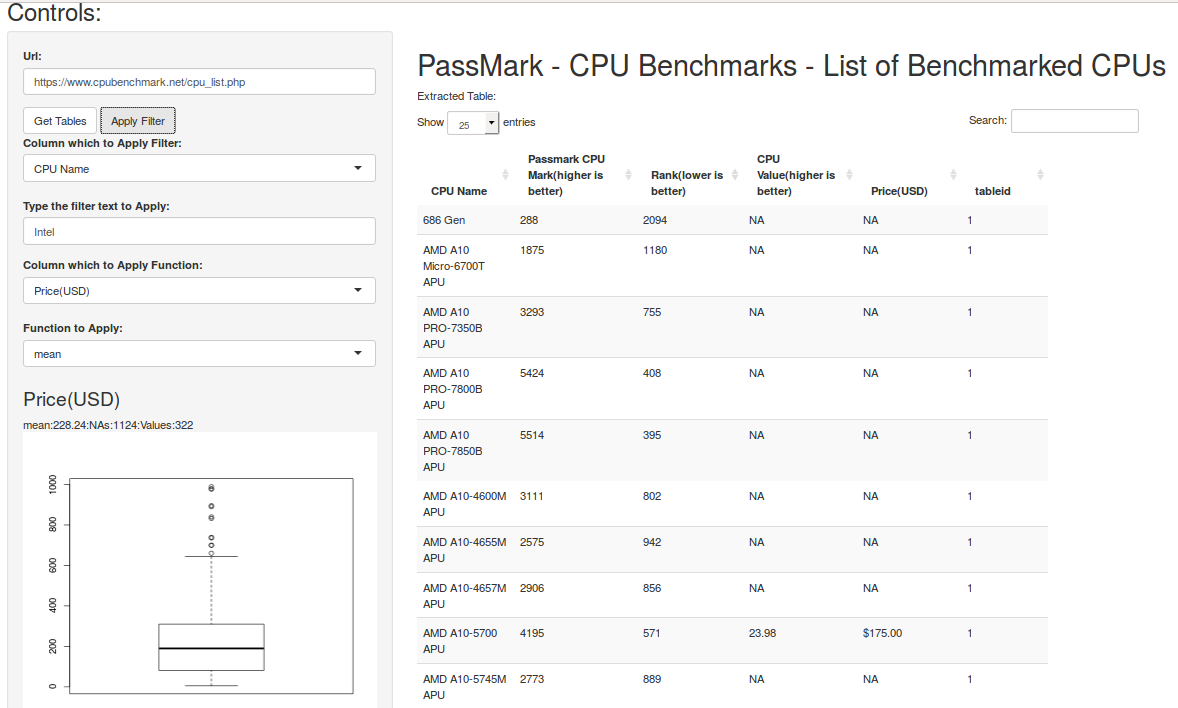 Controls:
Url:
https://www.cpubenchmark.net/cpu_list.php
Get Tables Apply Filter
Column which to Apply Filter:
CPU Name
Type the filter text to Apply:
Intel
Column which to Apply Function:
Price(USD)
Function to Apply:
mean
Price(USD)
mean:228.24:NAs:1124:Values:322
1000
800
600
400
200
0
PassMark - CPU Benchmarks - List of Benchmarked CPUs
Extracted Table:
Show 25 entries
Search:
CPU Name
Passmark CPU
Mark(higher is
better)
Rank(lower is
better)
CPU
Value(higher is
better)
Price(USD)
tableid
686 Gen 288 2094 NA NA 1
AMD A10 1875 1180 NA NA 1
Micro-6700T
APU
AMD A10 3293 755 NA NA 1
PRO-7350B
APU
AMD A10 5424 408 NA NA 1
PRO-7800B
APU
AMD A10 5514 395 NA NA 1
PRO-7850B
APU
AMD A10-4600M 3111 802 NA NA 1
APU
AMD A10-4655M 2575 942 NA NA 1
APU
AMD A10-4657M 2906 856 NA NA 1
APU
AMD A10-5700 4195 571 23.98 $175.00 1
APU
AMD A10-5745M 2773 889 NA NA 1
APU